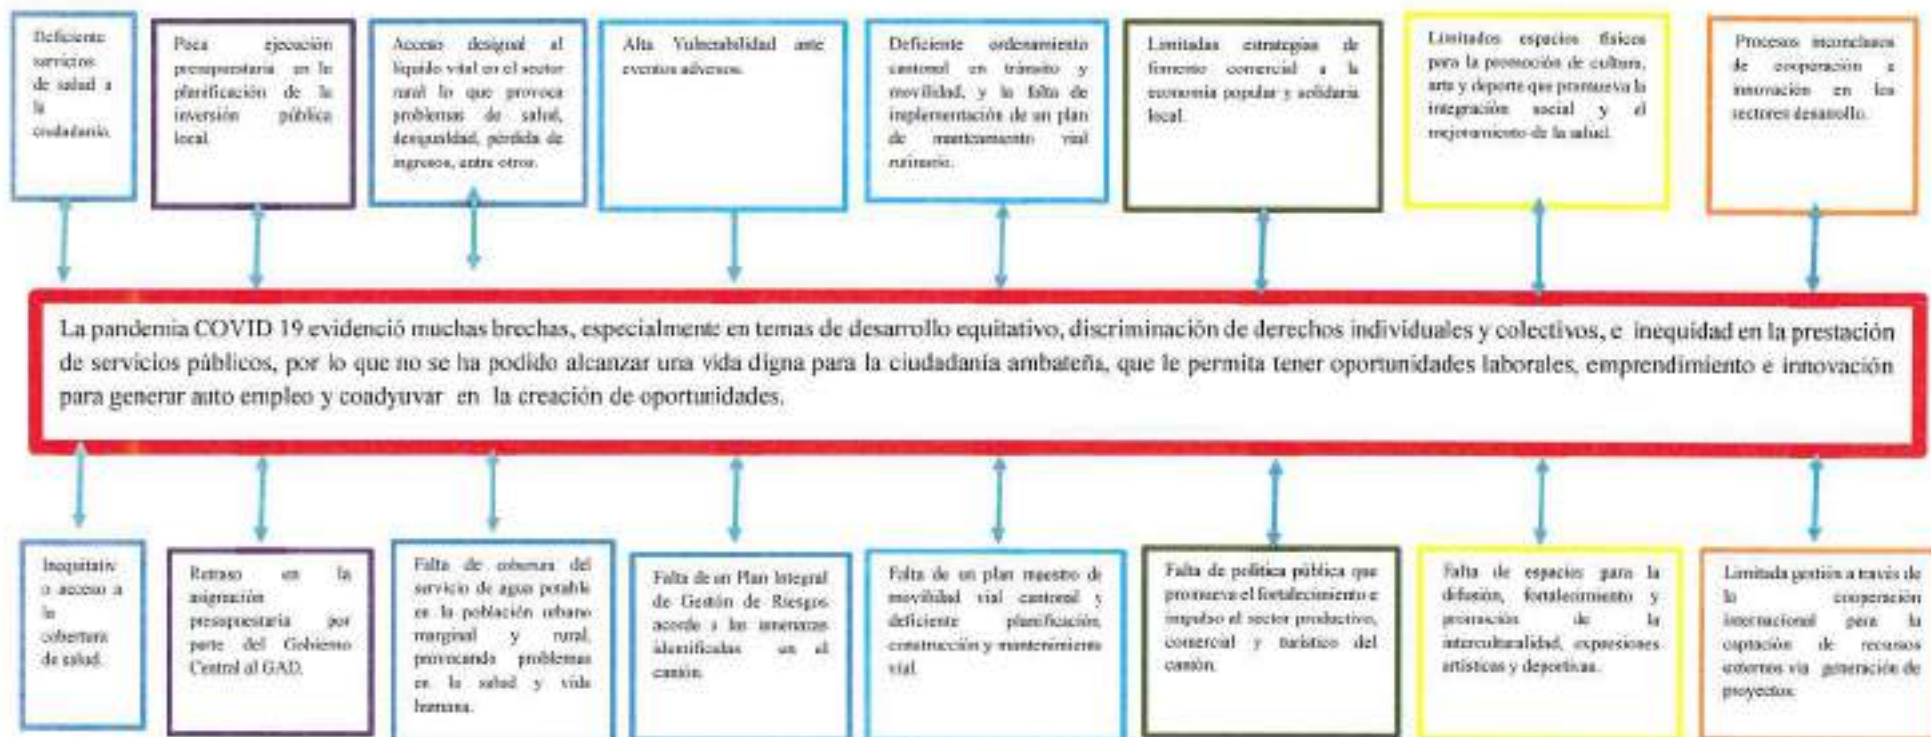 Deficiente
servicios
de salud a
la
ciudadanía.
Poca ejecución
presupuestaria en la
planificación de la
inversión pública
local.
Acceso desigual al
líquido vital en el sector
rural lo que provoca
problemas de salud,
desigualdad, pérdida de
ingresos, entre otros.
Alta Vulnerabilidad ante
eventos adversos.
Deficiente ordenamiento
cantonal en tránsito y
movilidad, y la falta de
implementación de un plan
de mantenimiento vial
rutinario.
Limitadas estrategias de
fomento comercial a la
economía popular y solidaria
local.
Limitados espacios físicos
para la promoción de cultura,
arte y deporte que promueva la
integración social y el
mejoramiento de la salud.
Procesos inconclusos
de cooperación e
innovación en los
sectores desarrollo.
La pandemia COVID 19 evidenció muchas brechas, especialmente en temas de desarrollo equitativo, discriminación de derechos individuales y colectivos, e inequidad en la prestación
de servicios públicos, por lo que no se ha podido alcanzar una vida digna para la ciudadanía ambateña, que le permita tener oportunidades laborales, emprendimiento e innovación
para generar auto empleo y coadyuvar en la creación de oportunidades.
Inequitativ
o acceso a
la
cobertura
de salud.
Retraso en la
asignación
presupuestaria por
parte del Gobierno
Central al GAD.
Falta de cobertura del
servicio de agua potable
en la población urbano
marginal y rural,
provocando problemas
en la salud y vida
humana.
Falta de un Plan Integral
de Gestión de Riesgos
acorde a las amenazas
identificadas en el
cantón.
Falta de un plan maestro de
movilidad vial cantonal y
deficiente planificación,
construcción y mantenimiento
vial.
Falta de política pública que
promueva el fortalecimiento e
impulso al sector productivo,
comercial y turístico del
cantón.
Falta de espacios para la
difusión, fortalecimiento y
promoción de la
interculturalidad, expresiones
artísticas y deportivas.
Limitada gestión a través de
la cooperación
internacional para la
captación de recursos
externos vía generación de
proyectos.